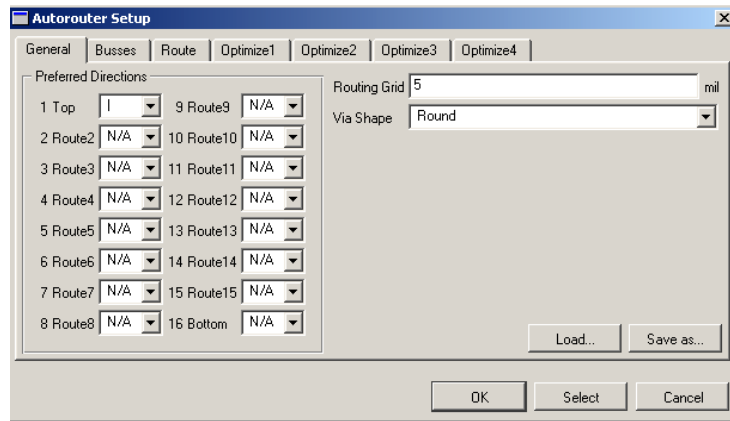 Autorouter Setup
General Busses Route Optimize1 Optimize2 Optimize3 Optimize4
Preferred Directions
Routing Grid 5 mil
Via Shape Round
1 Top | 9 Route9 N/A
2 Route2 N/A 10 Route10 N/A
3 Route3 N/A 11 Route11 N/A
4 Route4 N/A 12 Route12 N/A
5 Route5 N/A 13 Route13 N/A
6 Route6 N/A 14 Route14 N/A
7 Route7 N/A 15 Route15 N/A
8 Route8 N/A 16 Bottom N/A
Load... Save as...
OK Select Cancel